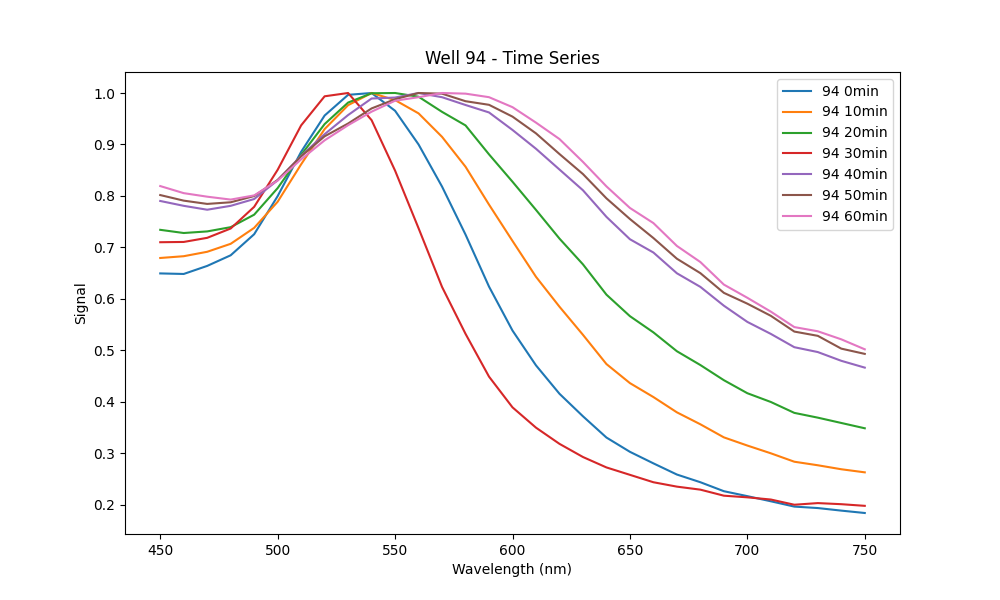 Well 94 - Time Series
1.0
0.9
0.8
0.7
0.6
0.5
0.4
0.3
0.2
Signal
94 0min
94 10min
94 20min
94 30min
94 40min
94 50min
94 60min
450 500 550 600 650 700 750
Wavelength (nm)